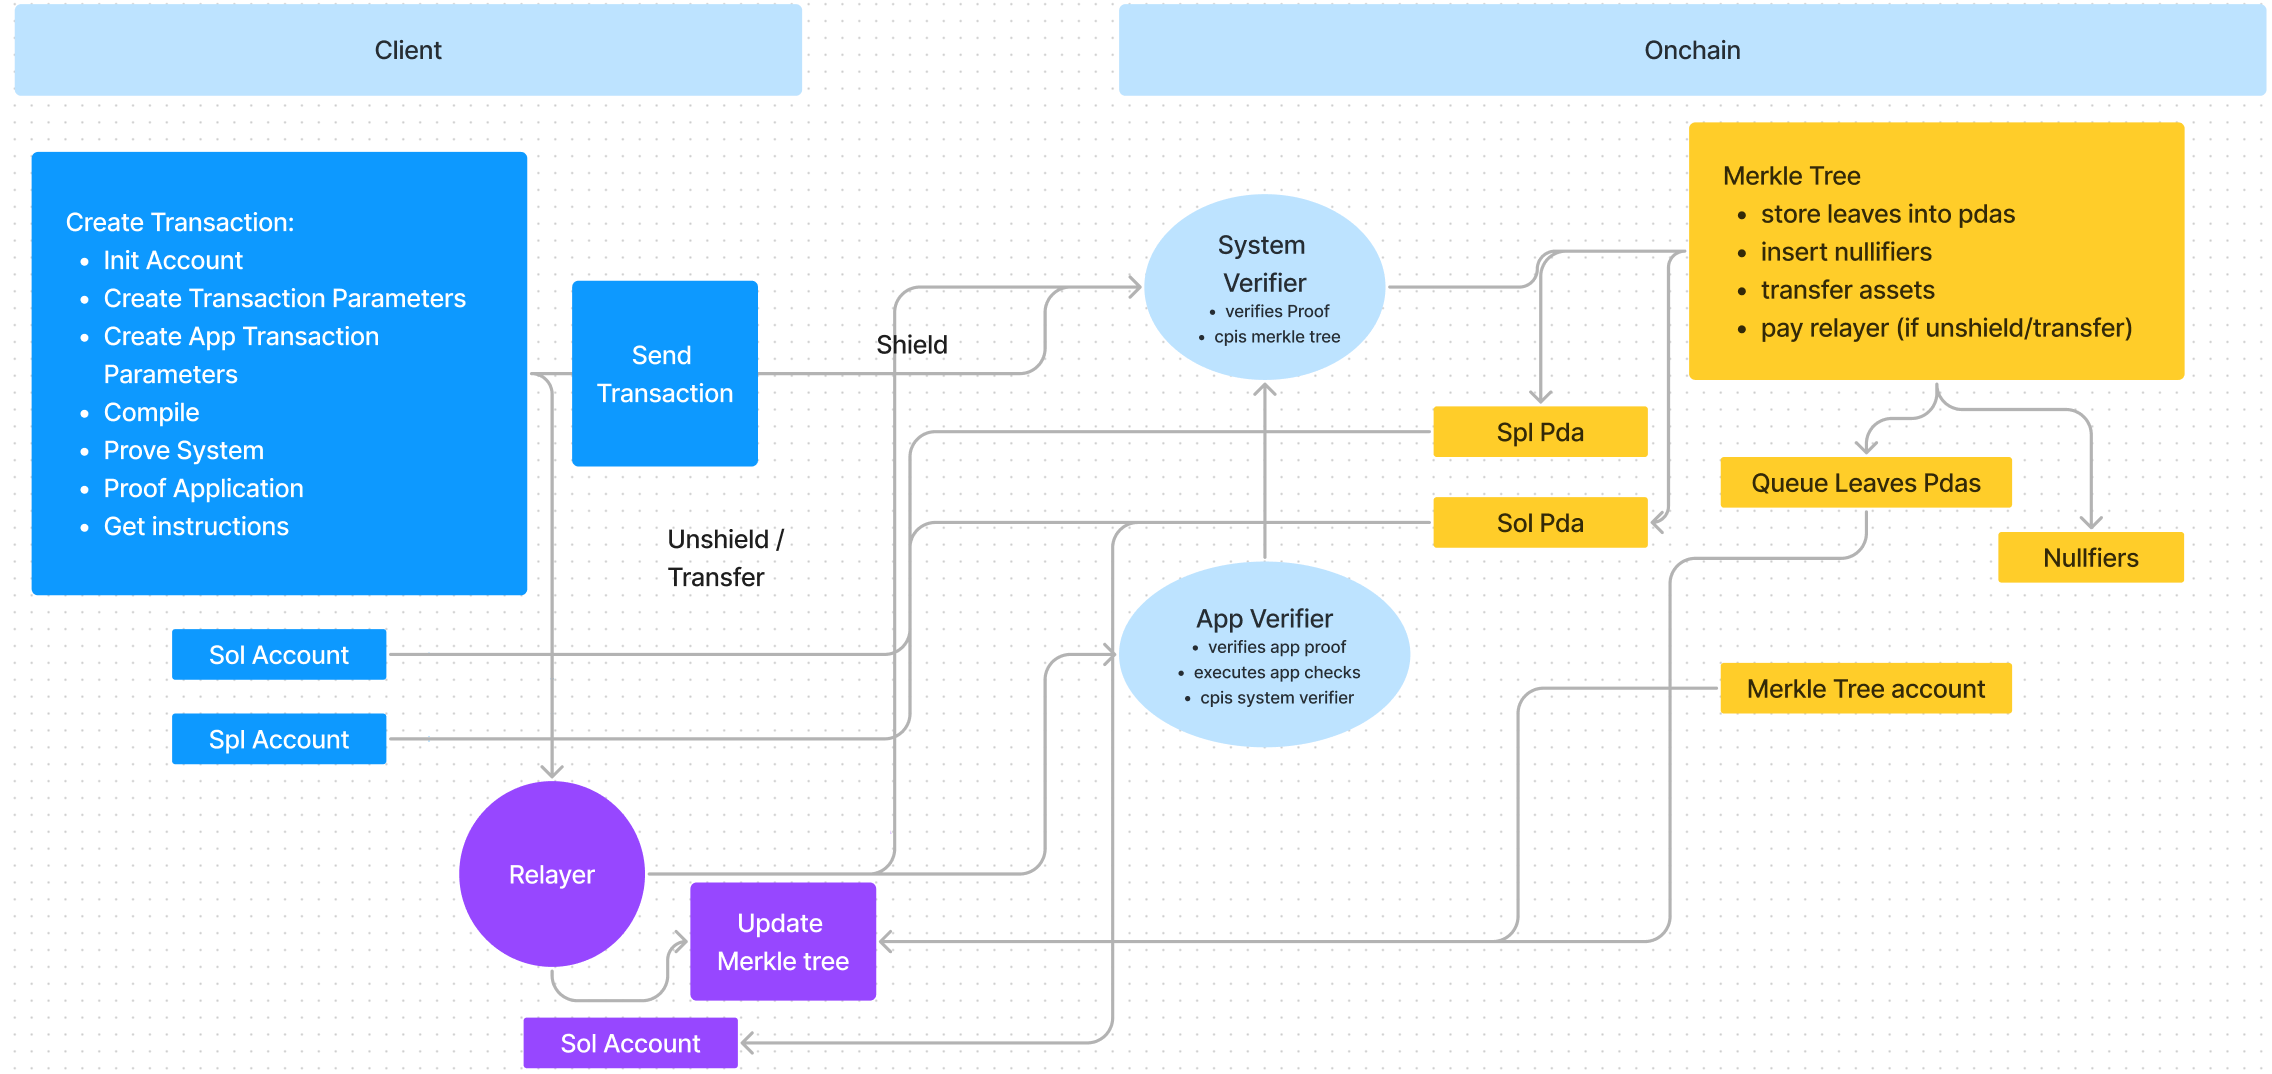 Client
Onchain
Create Transaction:
• Init Account
• Create Transaction Parameters
• Create App Transaction
Parameters
• Compile
• Prove System
• Proof Application
• Get instructions
Send
Transaction
Shield
Unshield /
Transfer
Sol Account
Spl Account
Relayer
Update
Merkle tree
Sol Account
System
Verifier
• verifies Proof
• cpis merkle tree
App Verifier
• verifies app proof
• executes app checks
• cpis system verifier
Spl Pda
Sol Pda
Merkle Tree
• store leaves into pdas
• insert nullifiers
• transfer assets
• pay relayer (if unshield/transfer)
Queue Leaves Pdas
Nullfiers
Merkle Tree account